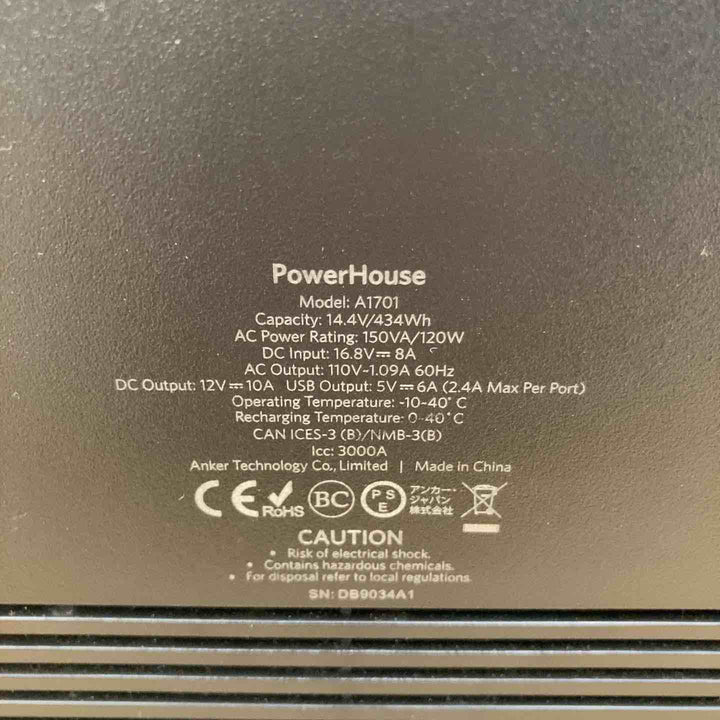 PowerHouse
Model: A1701
Capacity: 14.4V/434Wh
AC Power Rating: 150VA/120W
DC Input: 16.8V⎓8A
AC Output: 110V~1.09A 60Hz
DC Output: 12V⎓10A USB Output: 5V⎓6A (2.4A Max Per Port)
Operating Temperature: -10~40°C
Recharging Temperature: 0~40°C
CAN ICES-3 (B)/NMB-3(B)
Icc: 3000A
Anker Technology Co., Limited | Made in China
CE RoHS BC PSE アンカー・
ジャパン
株式会社
CAUTION
• Risk of electrical shock.
• Contains hazardous chemicals.
• For disposal refer to local regulations.
SN: DB9034A1